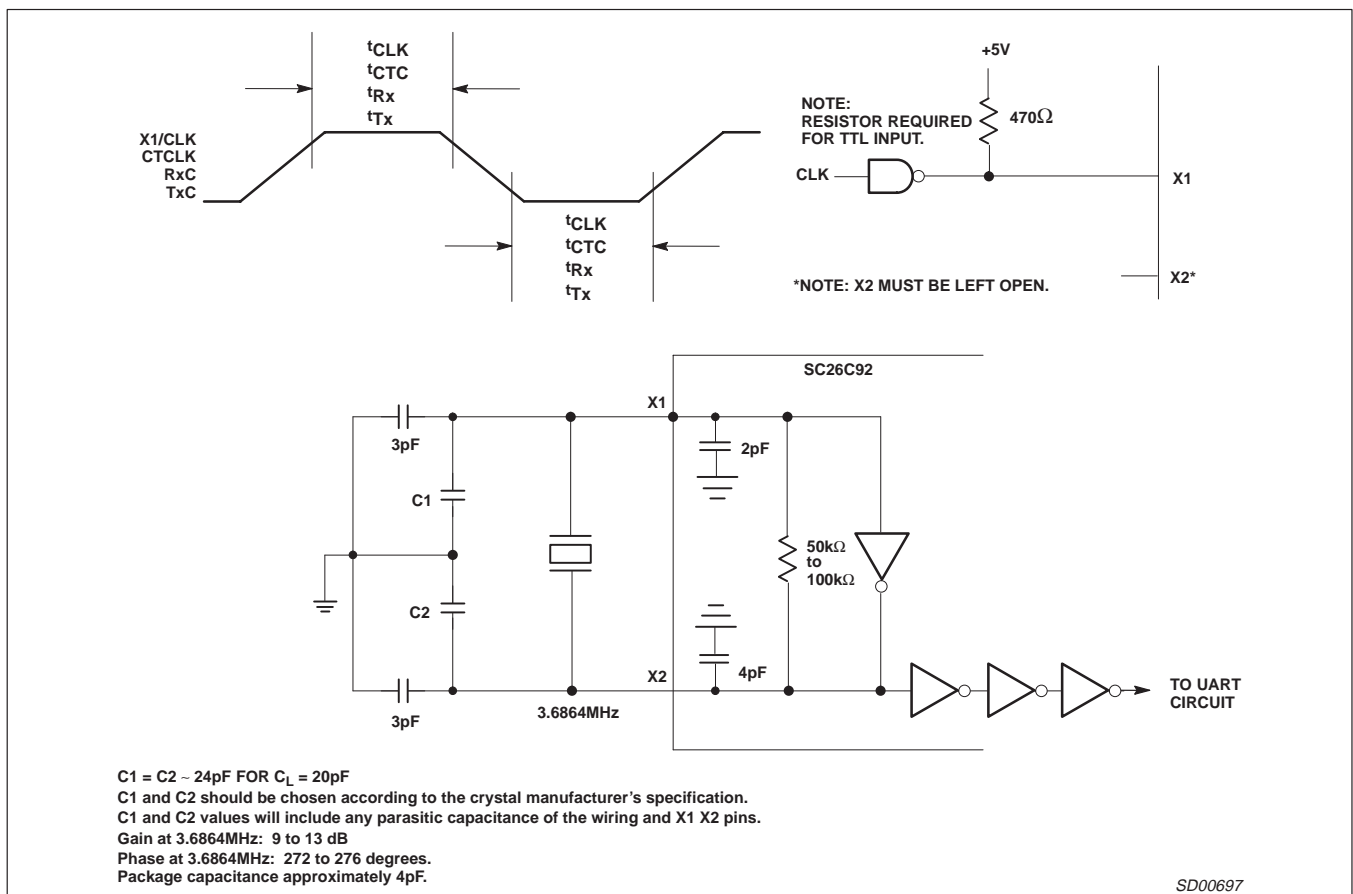 tCLK
tCTC
tRx
tTx
X1/CLK
CTCLK
RxC
TxC
tCLK
tCTC
tRx
tTx
+5V
NOTE:
RESISTOR REQUIRED
FOR TTL INPUT.
470Ω
CLK
X1
*NOTE: X2 MUST BE LEFT OPEN.
X2*
SC26C92
X1
3pF
2pF
C1
50kΩ
to
100kΩ
C2
4pF
X2
3pF
3.6864MHz
TO UART
CIRCUIT
C1 = C2 ~ 24pF FOR CL = 20pF
C1 and C2 should be chosen according to the crystal manufacturer's specification.
C1 and C2 values will include any parasitic capacitance of the wiring and X1 X2 pins.
Gain at 3.6864MHz: 9 to 13 dB
Phase at 3.6864MHz: 272 to 276 degrees.
Package capacitance approximately 4pF.
SD00697